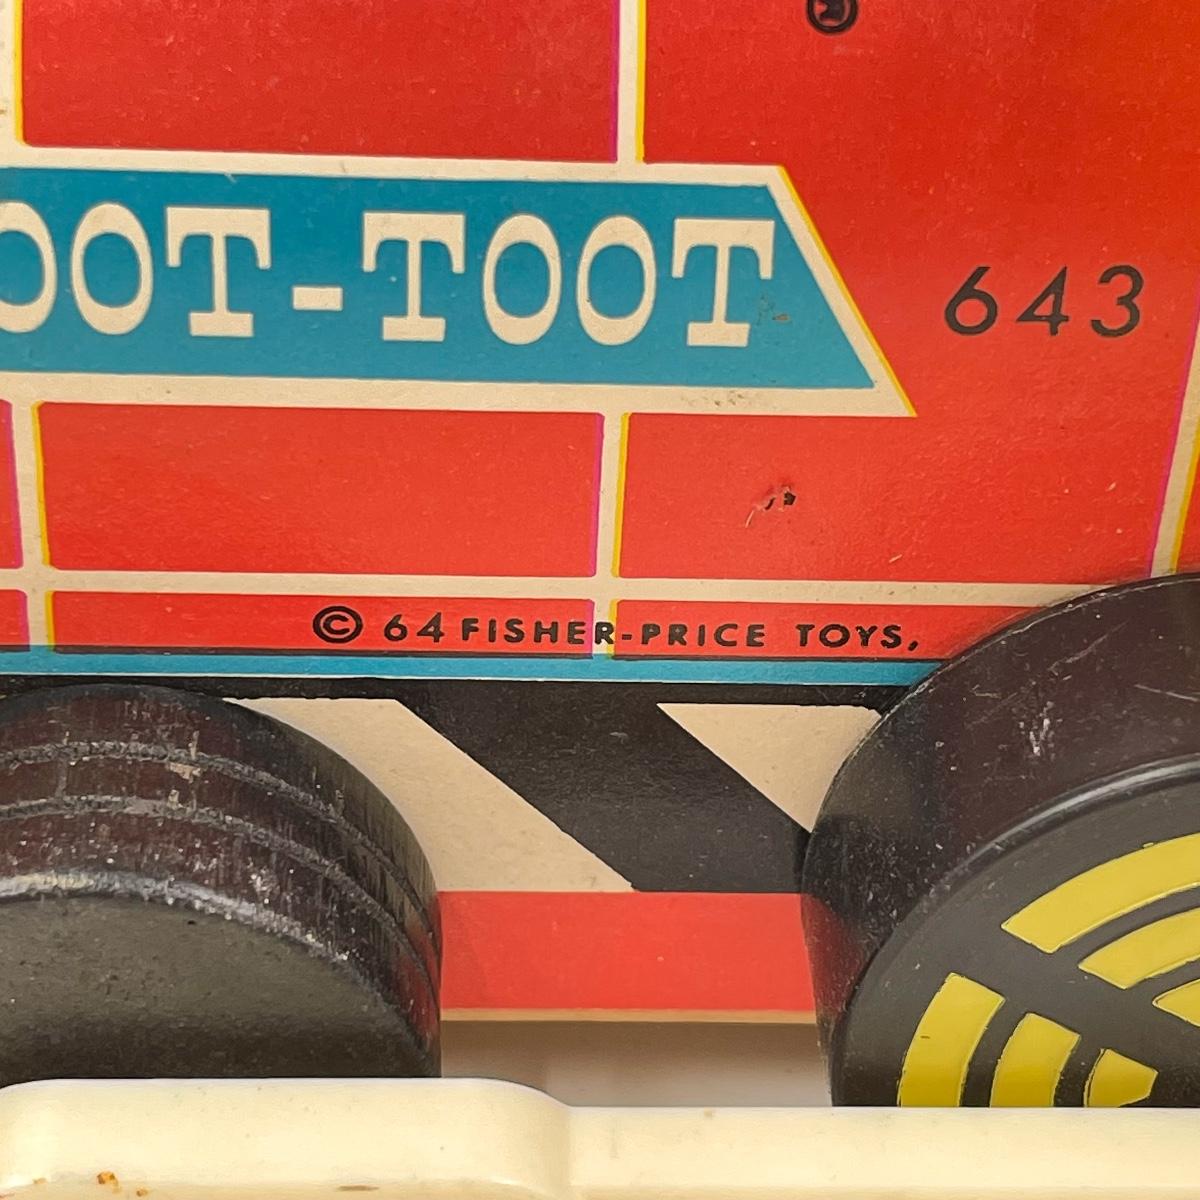 OOT-TOOT
643
© 64 FISHER-PRICE TOYS,